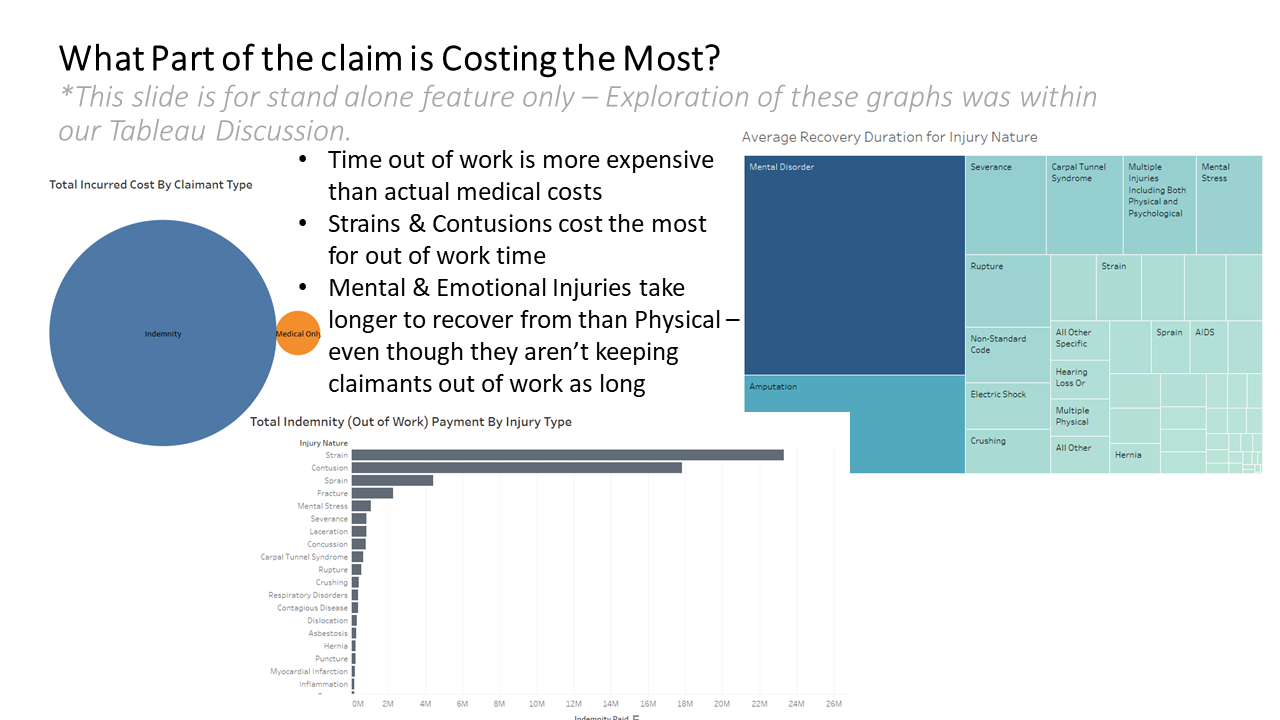 What Part of the claim is Costing the Most?
*This slide is for stand alone feature only – Exploration of these graphs was within
our Tableau Discussion.
Total Incurred Cost By Claimant Type
Indemnity
Medical Only
• Time out of work is more expensive
than actual medical costs
• Strains & Contusions cost the most
for out of work time
• Mental & Emotional Injuries take
longer to recover from than Physical –
even though they aren’t keeping
claimants out of work as long
Average Recovery Duration for Injury Nature
Mental Disorder
Amputation
Severance
Carpal Tunnel
Syndrome
Multiple
Injuries
Including Both
Physical and
Psychological
Mental
Stress
Rupture
Strain
Non-Standard
Code
All Other
Specific
Sprain
AIDS
Hearing
Loss Or
Electric Shock
Multiple
Physical
Crushing
All Other
Hernia
Total Indemnity (Out of Work) Payment By Injury Type
Injury Nature
Strain
Contusion
Sprain
Fracture
Mental Stress
Severance
Laceration
Concussion
Carpal Tunnel Syndrome
Rupture
Crushing
Respiratory Disorders
Contagious Disease
Dislocation
Asbestosis
Hernia
Puncture
Myocardial Infarction
Inflammation
0M 2M 4M 6M 8M 10M 12M 14M 16M 18M 20M 22M 24M 26M
Indemnity Paid